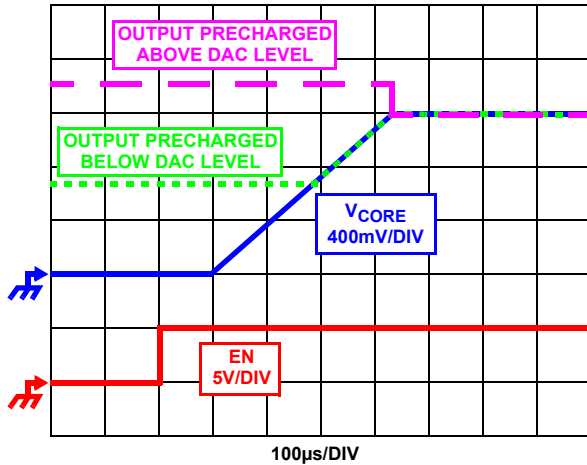 OUTPUT PRECHARGED
ABOVE DAC LEVEL
OUTPUT PRECHARGED
BELOW DAC LEVEL
VCORE
400mV/DIV
EN
5V/DIV
100µs/DIV